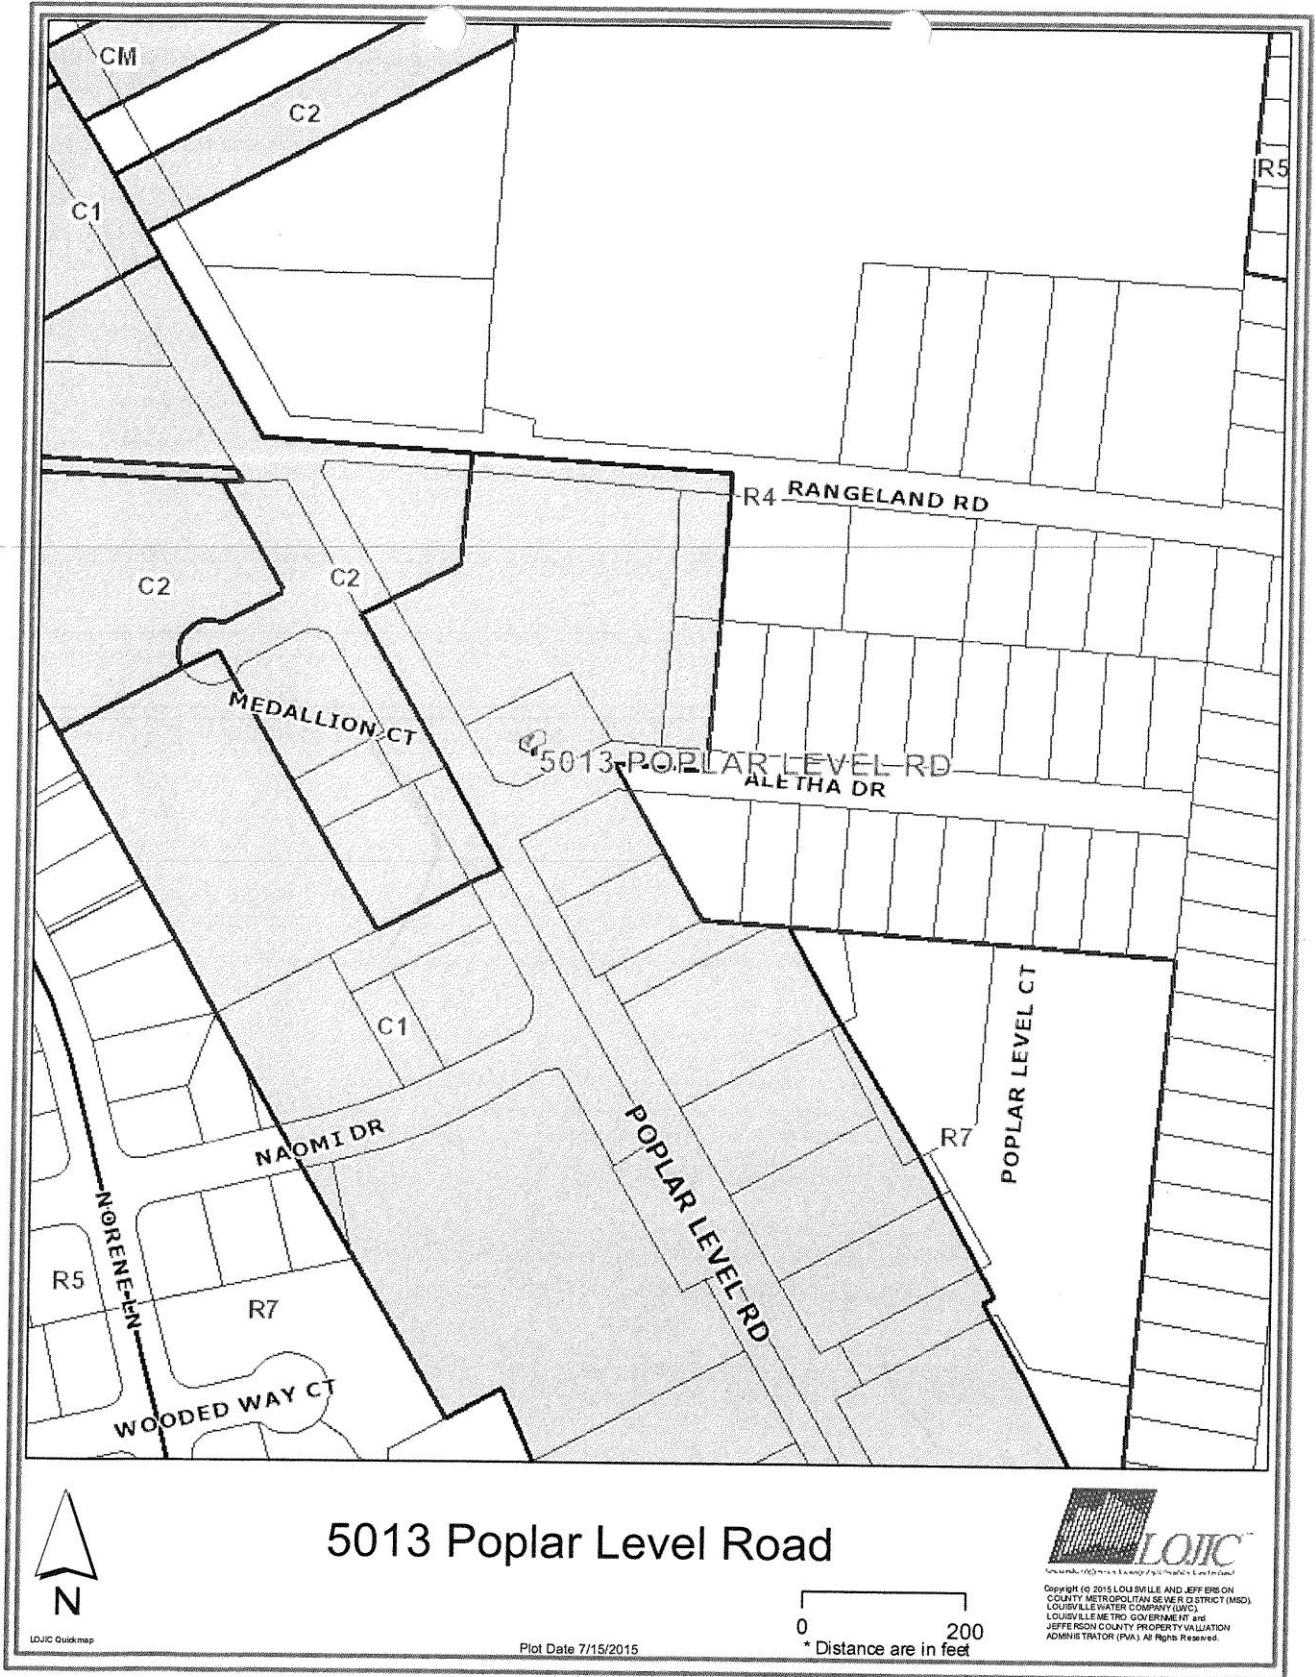 CM
C2
C1
R5
R4
RANGELAND RD
C2
C2
MEDALLION CT
5013 POPLAR LEVEL RD
ALETHA DR
C1
POPLAR LEVEL CT
R7
NAOMI DR
POPLAR LEVEL RD
NORENE LN
R5
R7
WOODED WAY CT
N
5013 Poplar Level Road
LOJIC
0 200
* Distance are in feet
Copyright (c) 2015 LOUISVILLE AND JEFFERSON
COUNTY METROPOLITAN SEWER DISTRICT (MSD),
LOUISVILLE WATER COMPANY (LWC),
LOUISVILLE METRO GOVERNMENT and
JEFFERSON COUNTY PROPERTY VALUATION
ADMINISTRATOR (PVA). All Rights Reserved.
LOJIC Quickmap
Plot Date 7/15/2015